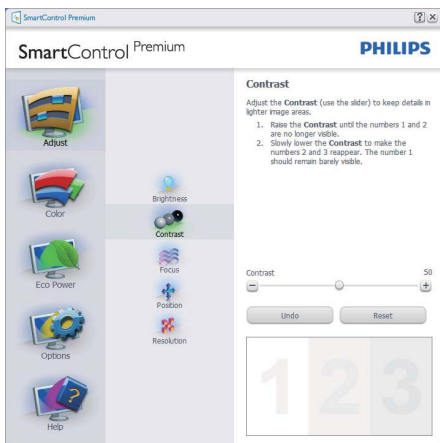 SmartControl Premium
SmartControl Premium
PHILIPS
Adjust
Color
Eco Power
Options
Help
Brightness
Contrast
Focus
Position
Resolution
Contrast
Adjust the Contrast (use the slider) to keep details in
lighter image areas.
1. Raise the Contrast until the numbers 1 and 2
are no longer visible.
2. Slowly lower the Contrast to make the
numbers 2 and 3 reappear. The number 1
should remain barely visible.
Contrast 50
Undo Reset
1 2 3